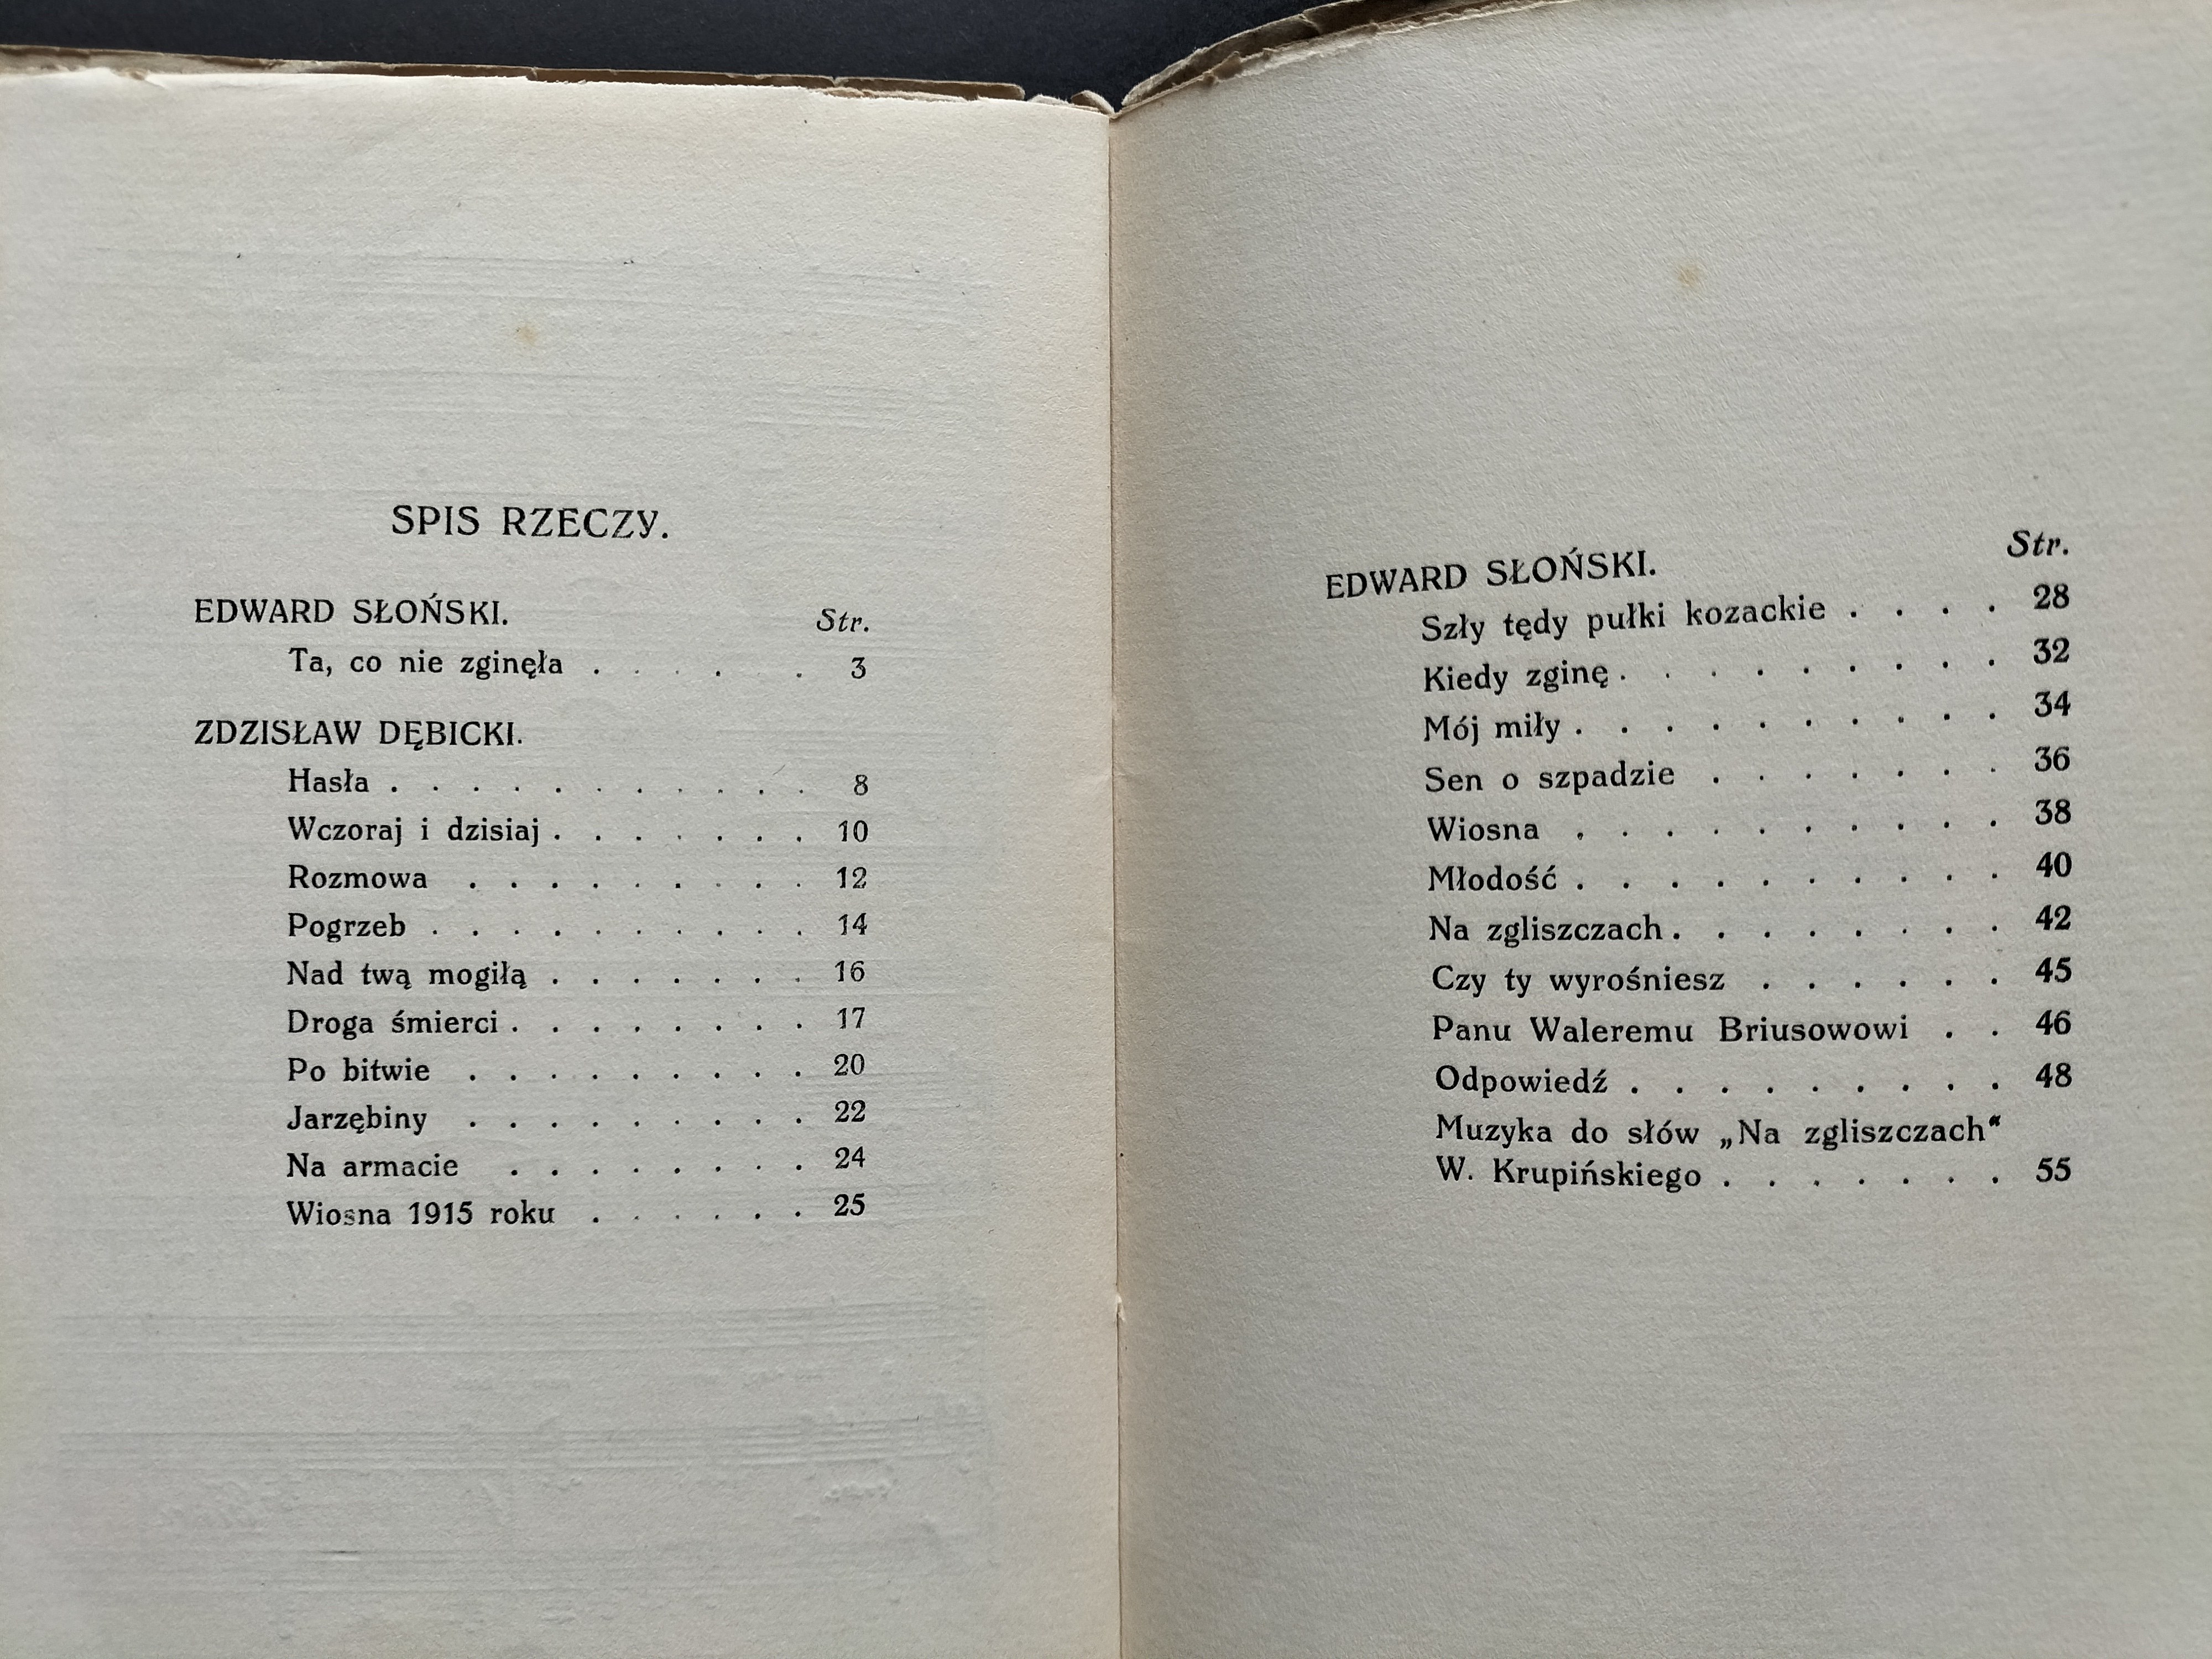 SPIS RZECZY.
EDWARD SŁOŃSKI. Str.
Ta, co nie zginęła . . . . . 3
ZDZISŁAW DĘBICKI.
Hasła . . . . . . . . . . . 8
Wczoraj i dzisiaj . . . . . . . 10
Rozmowa . . . . . . . . . 12
Pogrzeb . . . . . . . . . . 14
Nad twą mogiłą . . . . . . . 16
Droga śmierci . . . . . . . . 17
Po bitwie . . . . . . . . . 20
Jarzębiny . . . . . . . . . 22
Na armacie . . . . . . . . 24
Wiosna 1915 roku . . . . . . 25
Str.
EDWARD SŁOŃSKI.
Szły tędy pułki kozackie . . . . 28
Kiedy zginę . . . . . . . . . 32
Mój miły . . . . . . . . . . 34
Sen o szpadzie . . . . . . . 36
Wiosna . . . . . . . . . . 38
Młodość . . . . . . . . . . 40
Na zgliszczach . . . . . . . . 42
Czy ty wyrośniesz . . . . . . 45
Panu Waleremu Briusowowi . . 46
Odpowiedź . . . . . . . . . 48
Muzyka do słów „Na zgliszczach“
W. Krupińskiego . . . . . . . 55